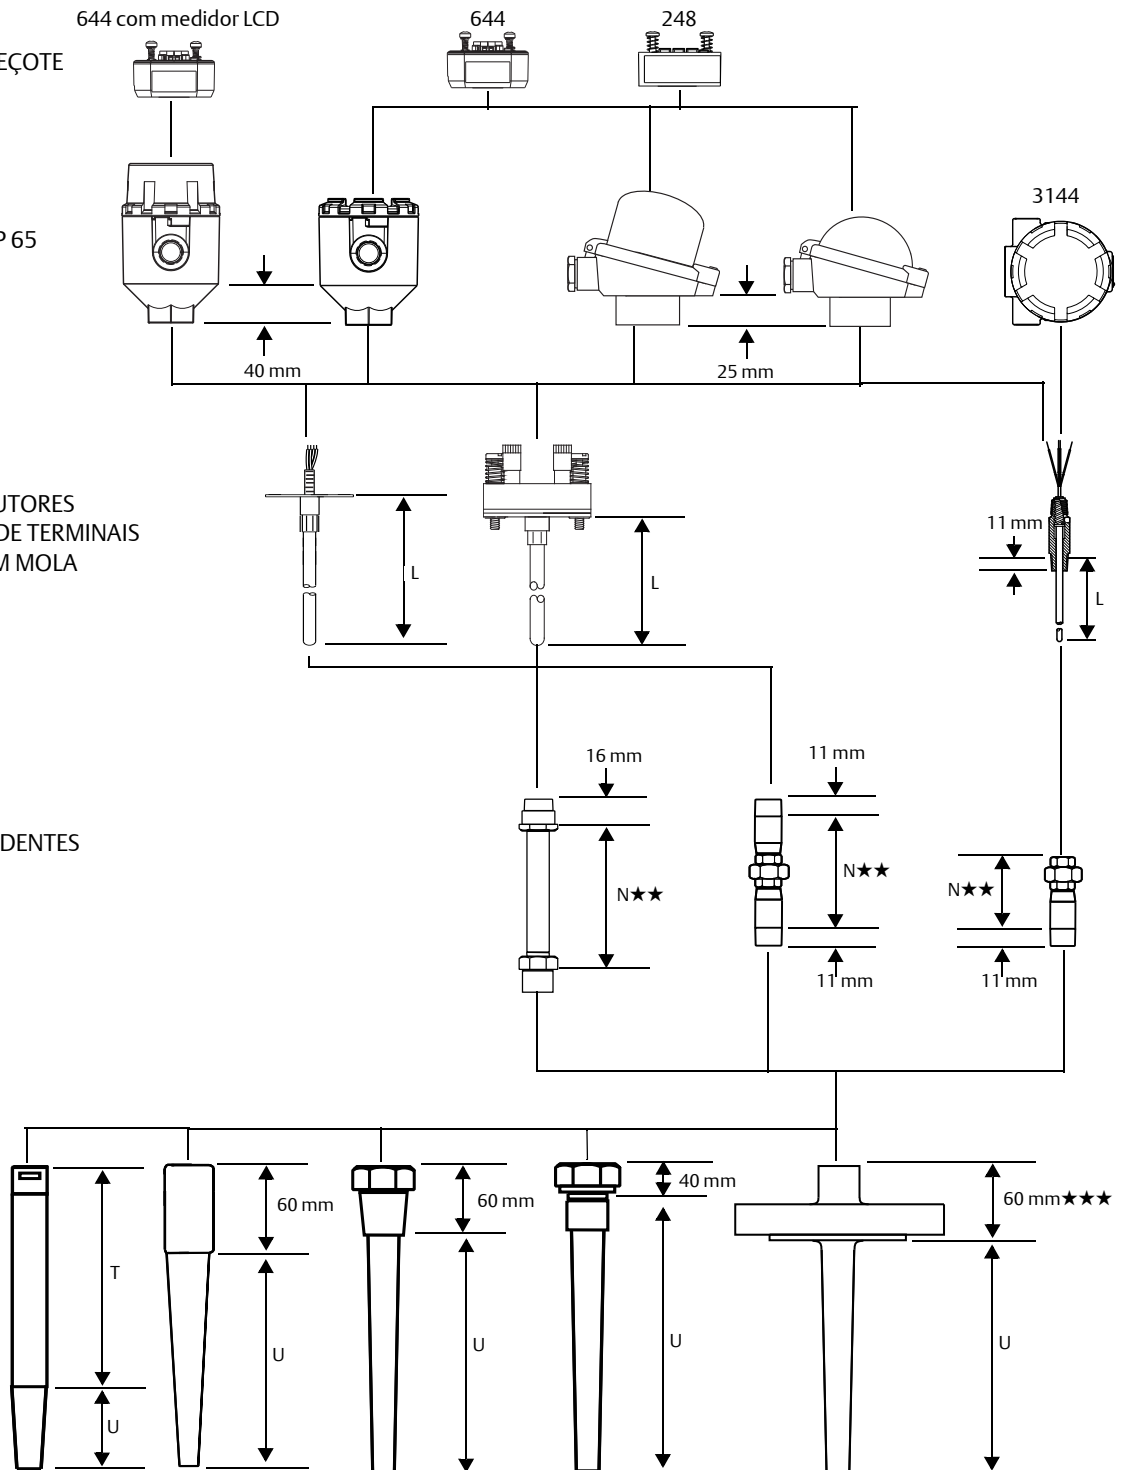 644 com medidor LCD
644
248
EÇOTE
3144
P 65
40 mm
25 mm
UTORES
DE TERMINAIS
M MOLA
11 mm
L
L
L
16 mm
11 mm
DENTES
N★★
N★★
N★★
11 mm
11 mm
60 mm
60 mm
40 mm
60 mm★★★
T
U
U
U
U
U